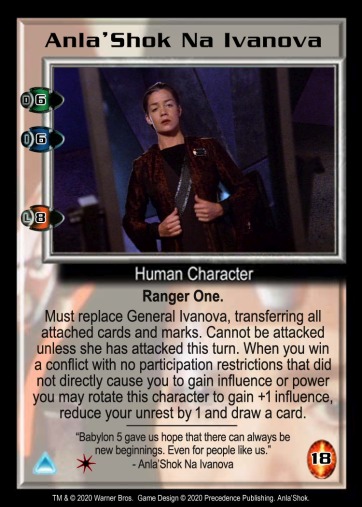 Anla'Shok Na Ivanova
D 6
I 6
L 8
Human Character
Ranger One.
Must replace General Ivanova, transferring all
attached cards and marks. Cannot be attacked
unless she has attacked this turn. When you win
a conflict with no participation restrictions that did
not directly cause you to gain influence or power
you may rotate this character to gain +1 influence,
reduce your unrest by 1 and draw a card.
"Babylon 5 gave us hope that there can always be
new beginnings. Even for people like us."
- Anla'Shok Na Ivanova
18
TM & © 2020 Warner Bros. Game Design © 2020 Precedence Publishing. Anla'Shok.